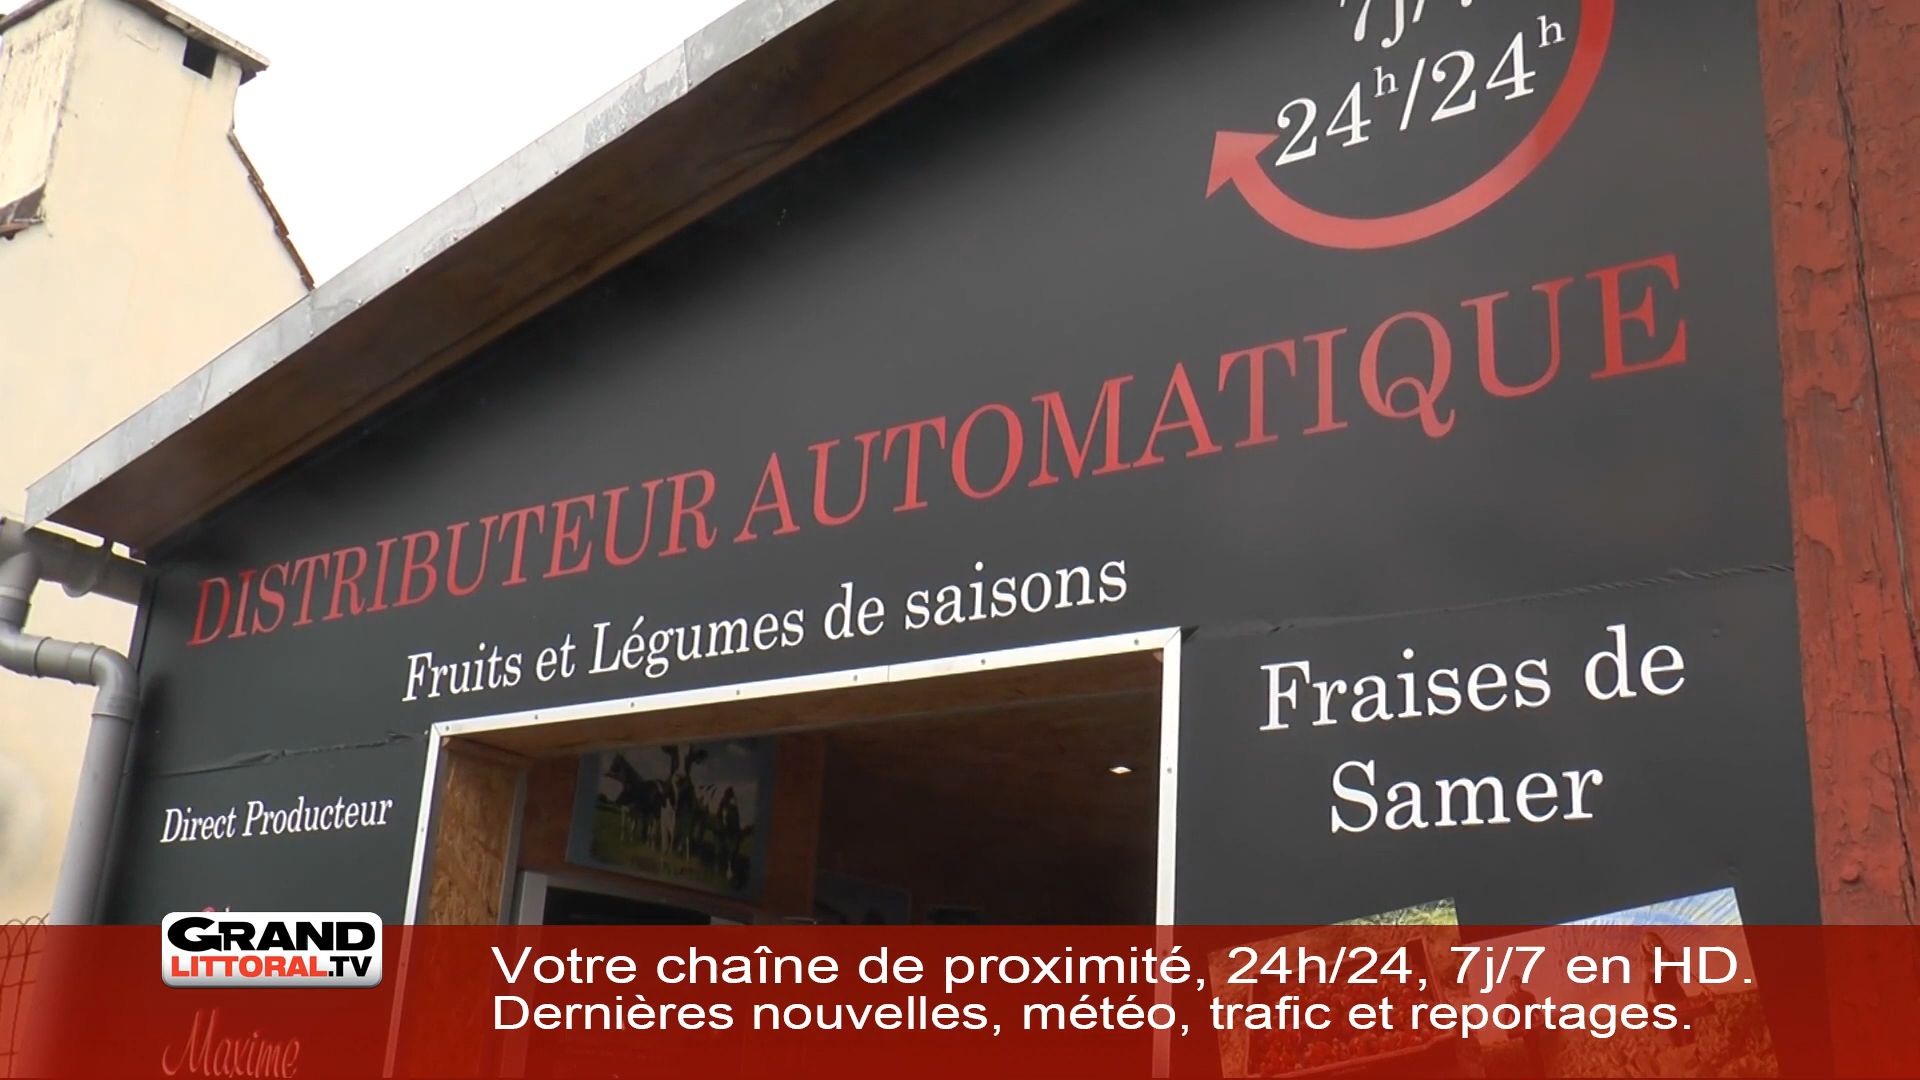 24h/24h
DISTRIBUTEUR AUTOMATIQUE
Fruits et Légumes de saisons
Fraises de
Samer
Direct Producteur
Maxime
GRAND
LITTORAL.TV
Votre chaîne de proximité, 24h/24, 7j/7 en HD.
Dernières nouvelles, météo, trafic et reportages.